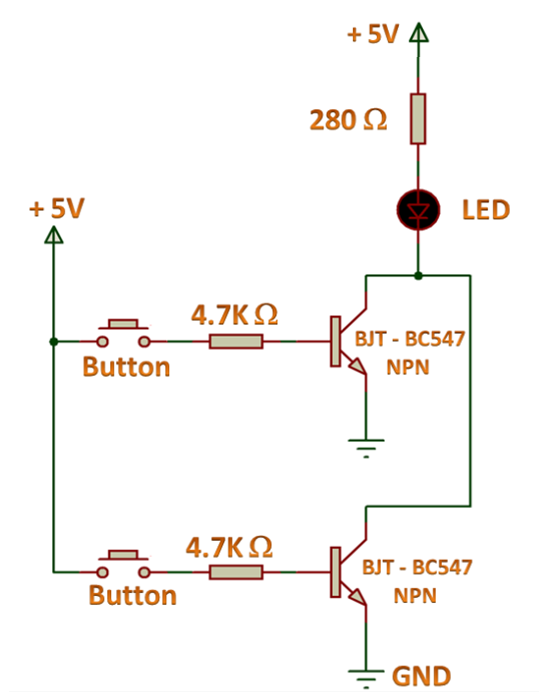 + 5V
280 Ω
LED
+ 5V
4.7K Ω
Button
BJT - BC547
NPN
4.7K Ω
Button
BJT - BC547
NPN
GND